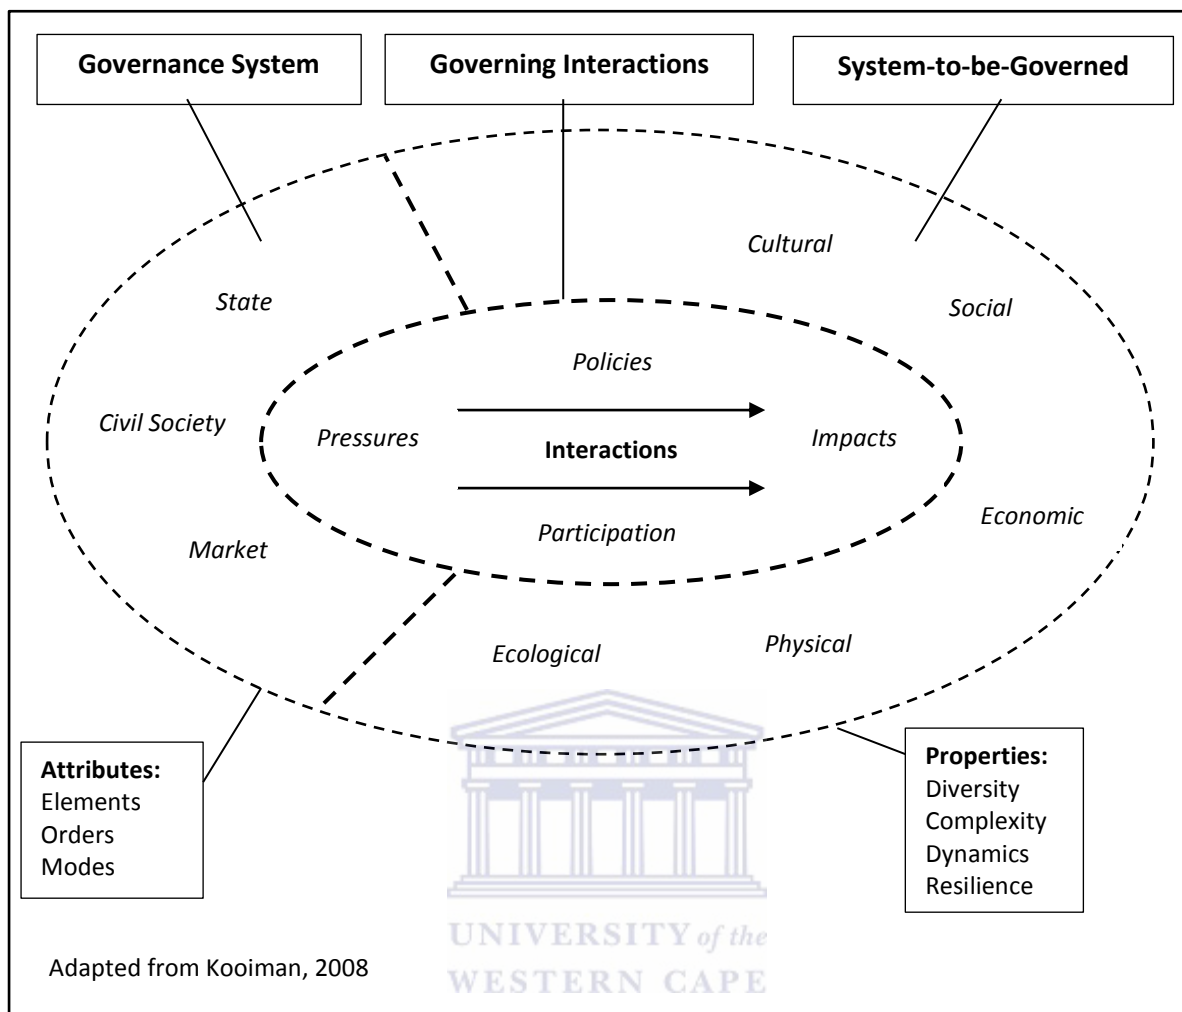 Governance System
Governing Interactions
System-to-be-Governed
Cultural
State
Social
Policies
Civil Society
Pressures
Interactions
Impacts
Economic
Market
Participation
Ecological
Physical
Attributes:
Elements
Orders
Modes
Properties:
Diversity
Complexity
Dynamics
Resilience
UNIVERSITY of the
WESTERN CAPE
Adapted from Kooiman, 2008